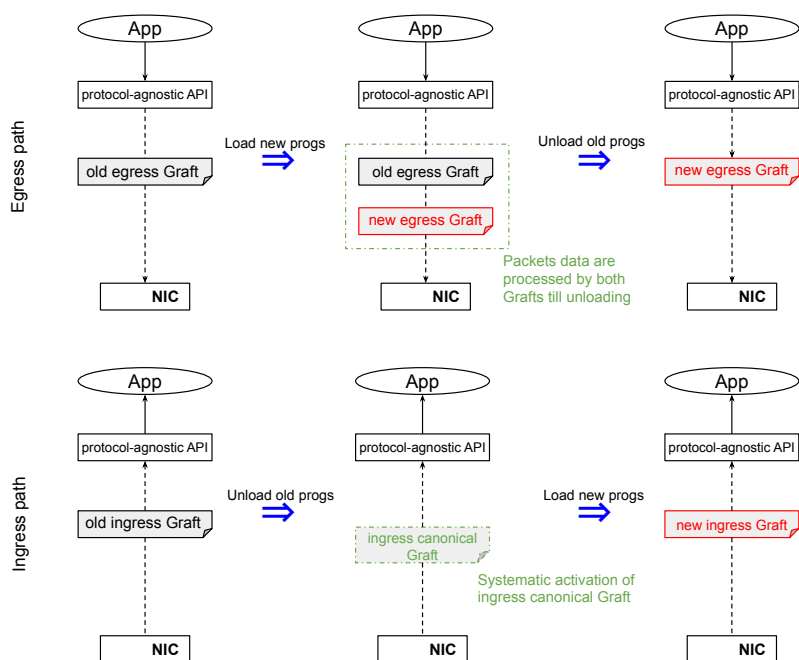 App
App
App
protocol-agnostic API
protocol-agnostic API
protocol-agnostic API
Egress path
Load new progs
Unload old progs
old egress Graft
old egress Graft
new egress Graft
new egress Graft
Packets data are
processed by both
Grafts till unloading
NIC
NIC
NIC
App
App
App
protocol-agnostic API
protocol-agnostic API
protocol-agnostic API
Ingress path
Unload old progs
Load new progs
old ingress Graft
ingress canonical
Graft
new ingress Graft
Systematic activation of
ingress canonical Graft
NIC
NIC
NIC